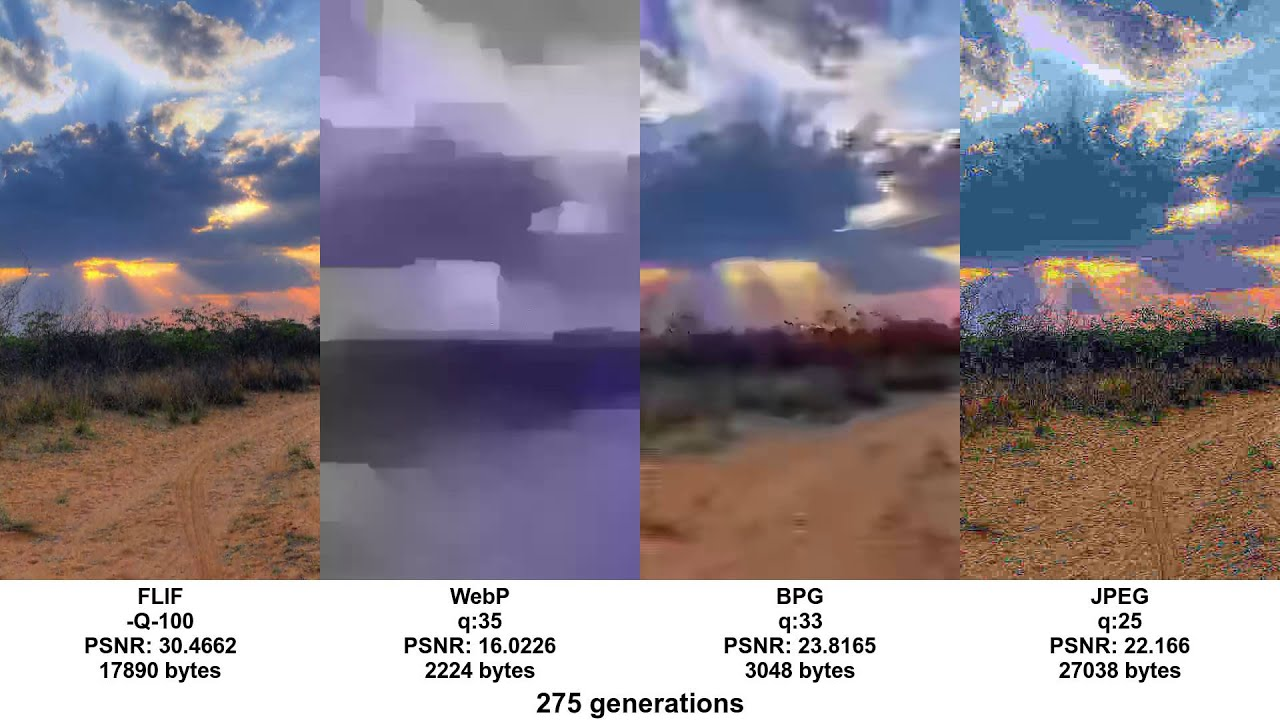 FLIF
-Q-100
PSNR: 30.4662
17890 bytes
WebP
q:35
PSNR: 16.0226
2224 bytes
BPG
q:33
PSNR: 23.8165
3048 bytes
JPEG
q:25
PSNR: 22.166
27038 bytes
275 generations